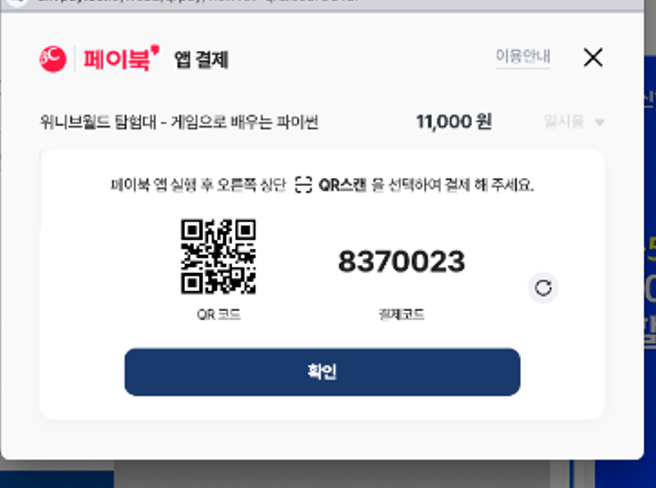 페이북 앱 결제 이용안내
위니브월드 탐험대 - 게임으로 배우는 파이썬 11,000 원 일시불
페이북 앱 실행 후 오른쪽 상단 QR스캔 을 선택하여 결제 해 주세요.
8370023
QR 코드 결제코드
확인